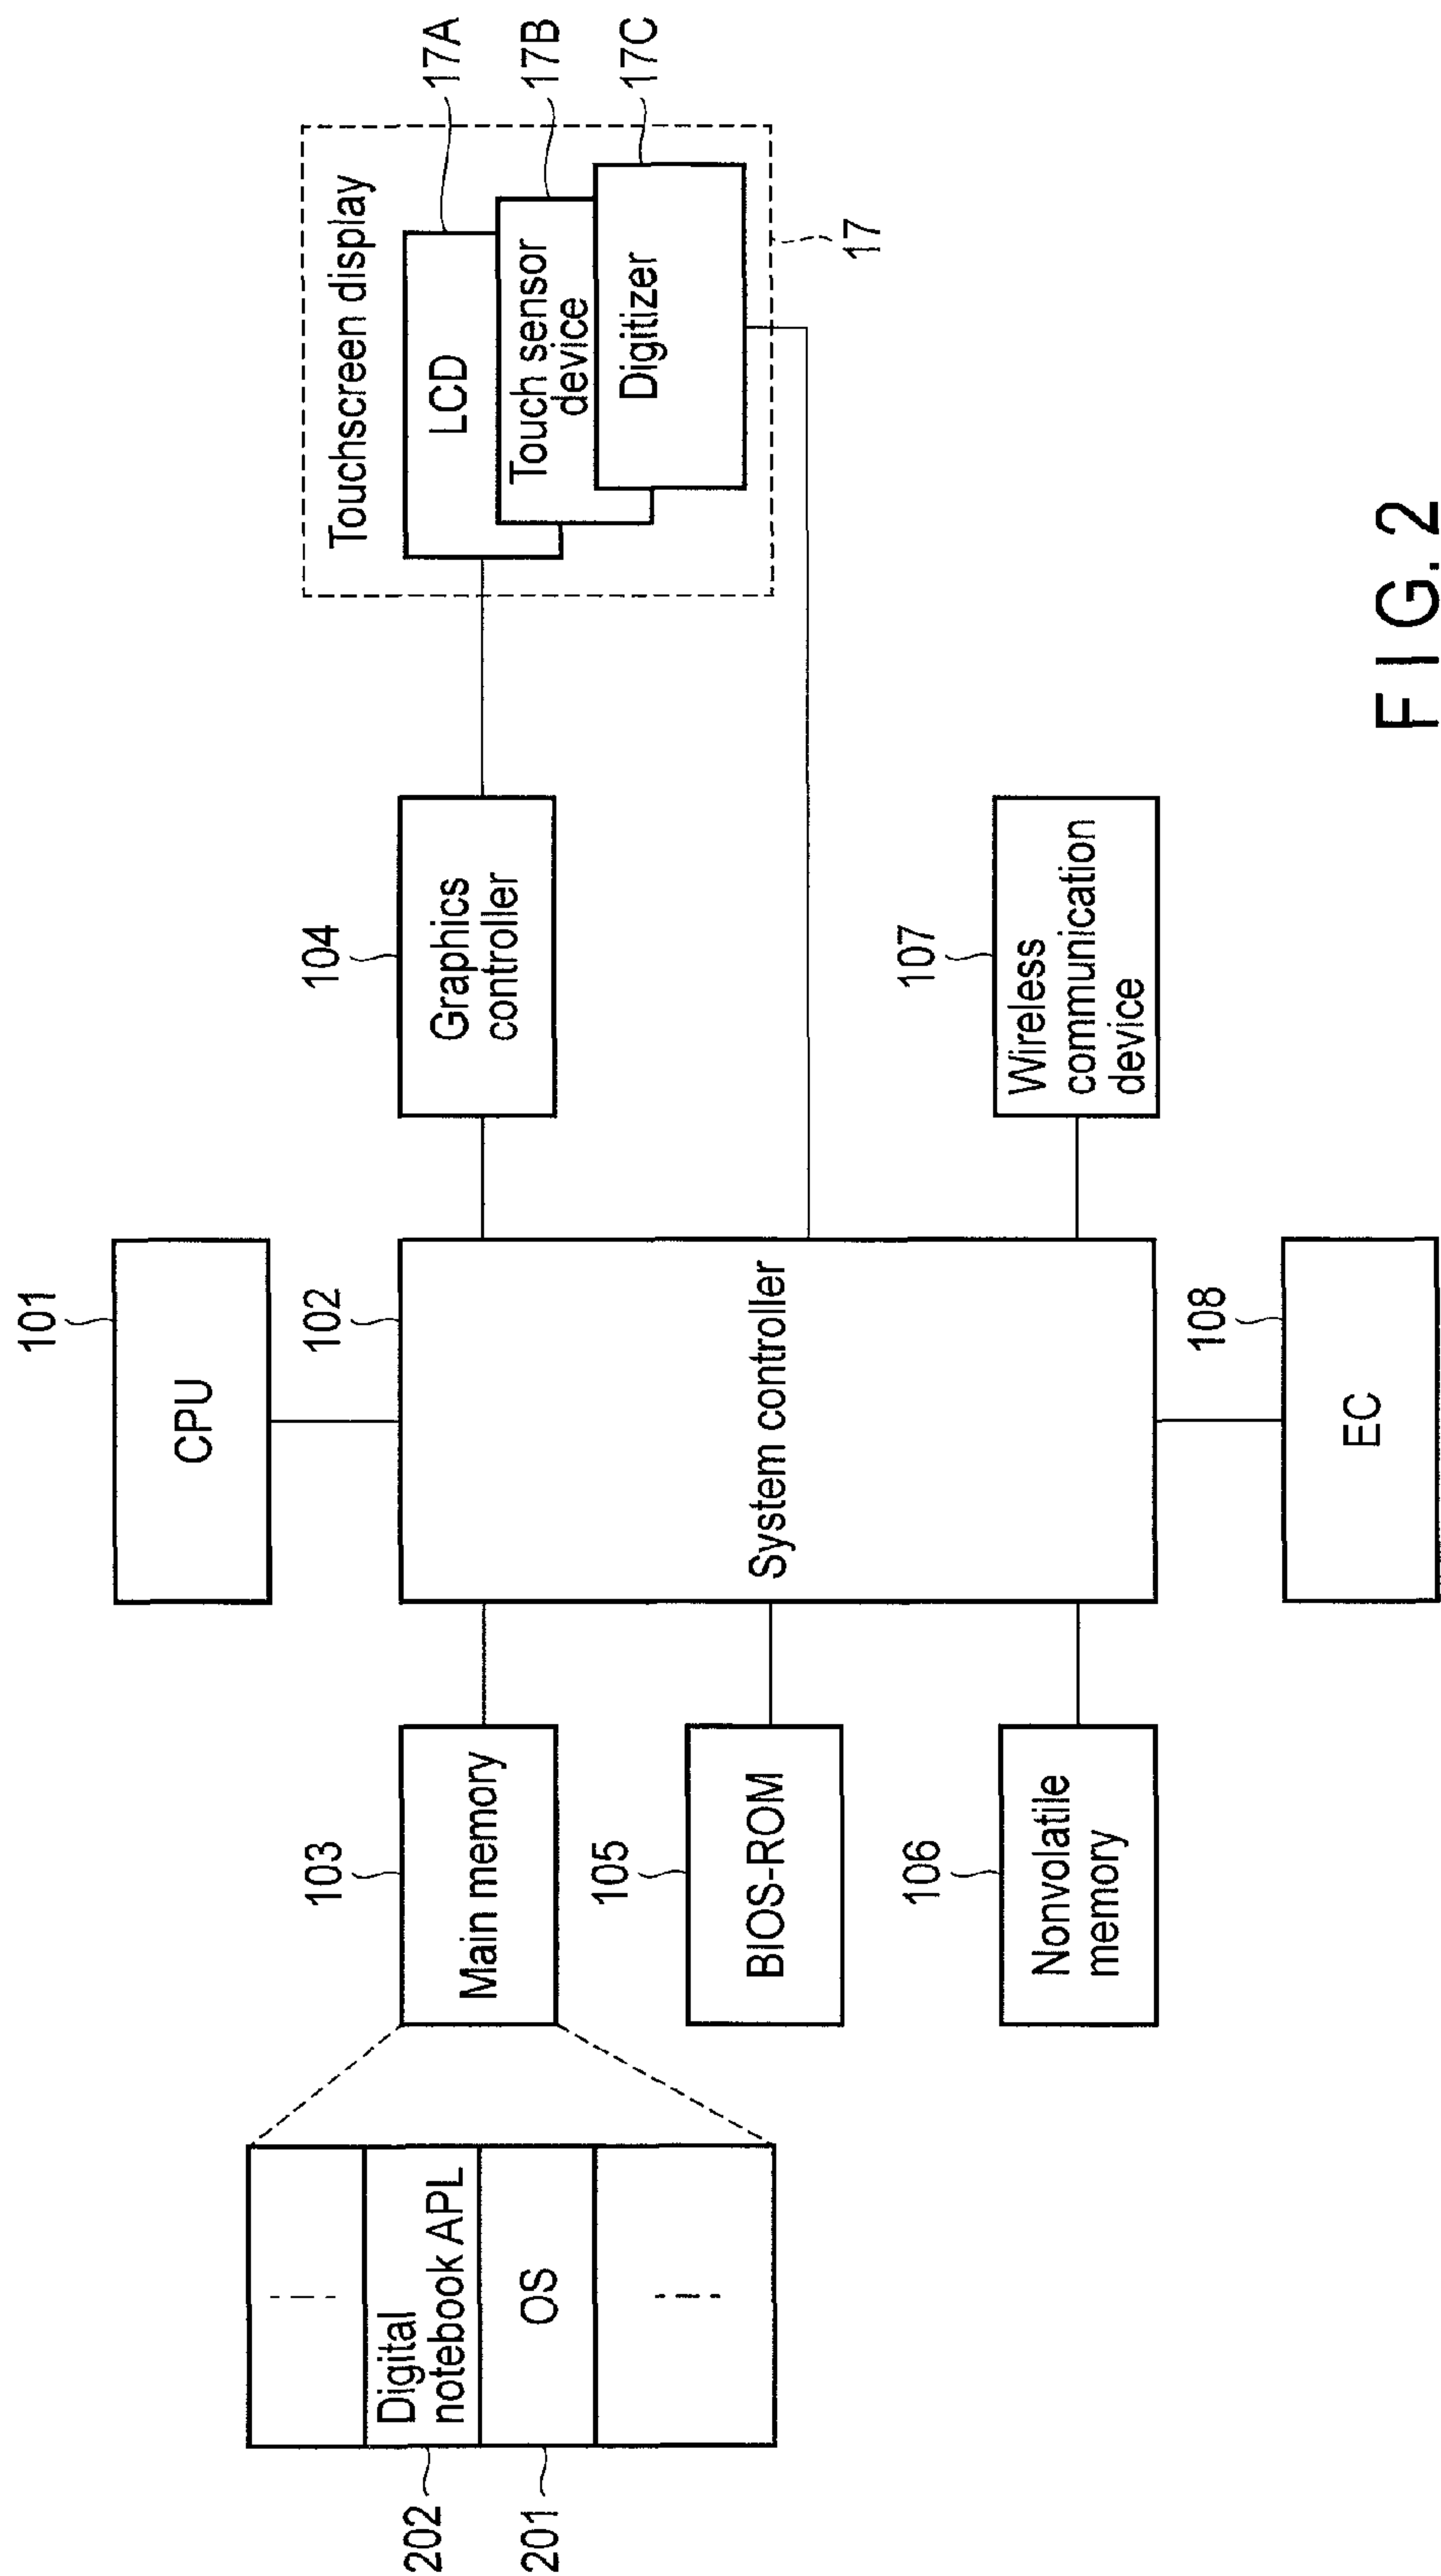 101
CPU
102
System controller
103
Main memory
202
Digital
notebook APL
201
OS
105
BIOS-ROM
106
Nonvolatile
memory
108
EC
104
Graphics
controller
107
Wireless
communication
device
Touchscreen display
LCD
17A
Touch sensor
device
17B
Digitizer
17C
17
FIG. 2